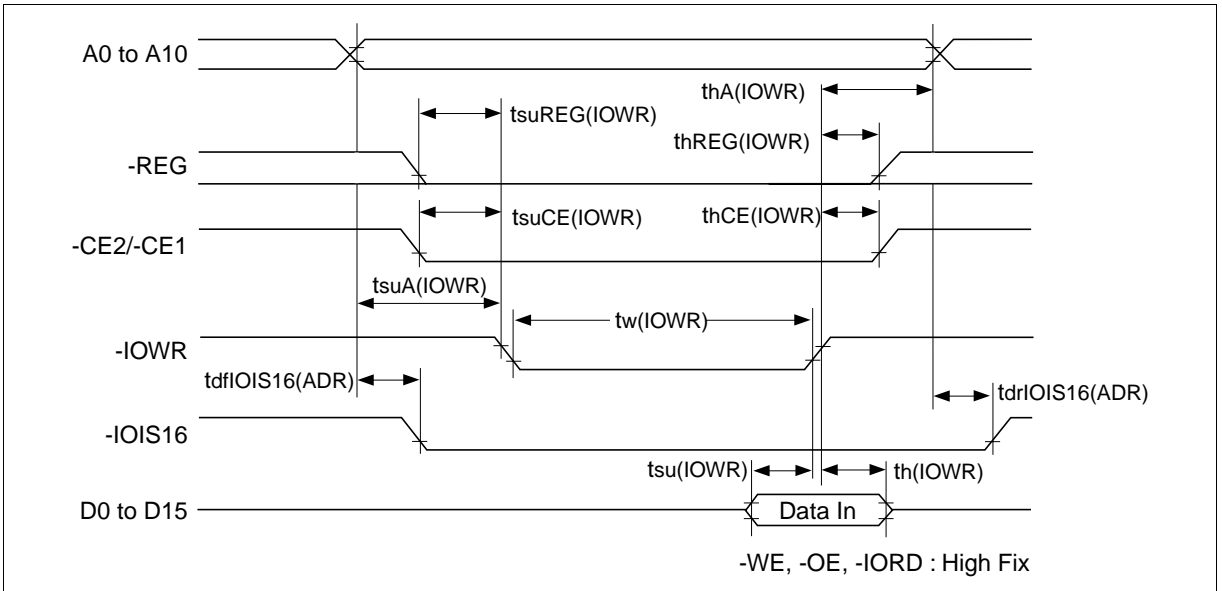 A0 to A10
thA(IOWR)
tsuREG(IOWR)
thREG(IOWR)
-REG
tsuCE(IOWR)
thCE(IOWR)
-CE2/-CE1
tsuA(IOWR)
tw(IOWR)
-IOWR
tdfIOIS16(ADR)
tdrIOIS16(ADR)
-IOIS16
tsu(IOWR)
th(IOWR)
D0 to D15
Data In
-WE, -OE, -IORD : High Fix